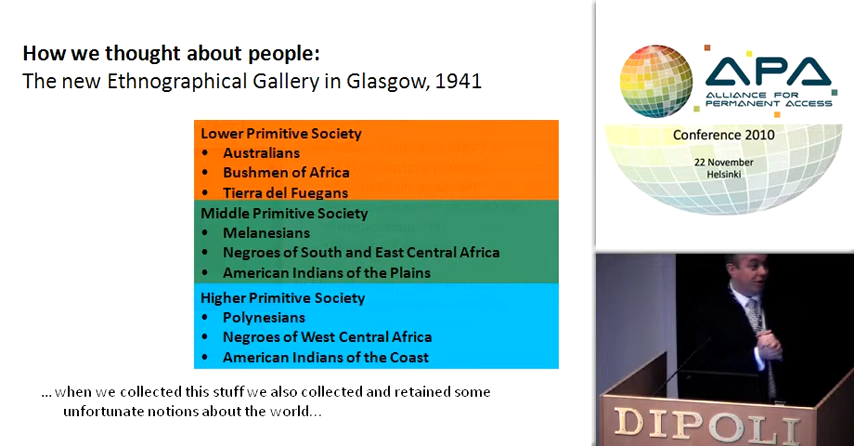 How we thought about people:
The new Ethnographical Gallery in Glasgow, 1941
Lower Primitive Society
• Australians
• Bushmen of Africa
• Tierra del Fuegans
Middle Primitive Society
• Melanesians
• Negroes of South and East Central Africa
• American Indians of the Plains
Higher Primitive Society
• Polynesians
• Negroes of West Central Africa
• American Indians of the Coast
... when we collected this stuff we also collected and retained some
unfortunate notions about the world...
APA
ALLIANCE FOR
PERMANENT ACCESS
Conference 2010
22 November
Helsinki
DIPOLI